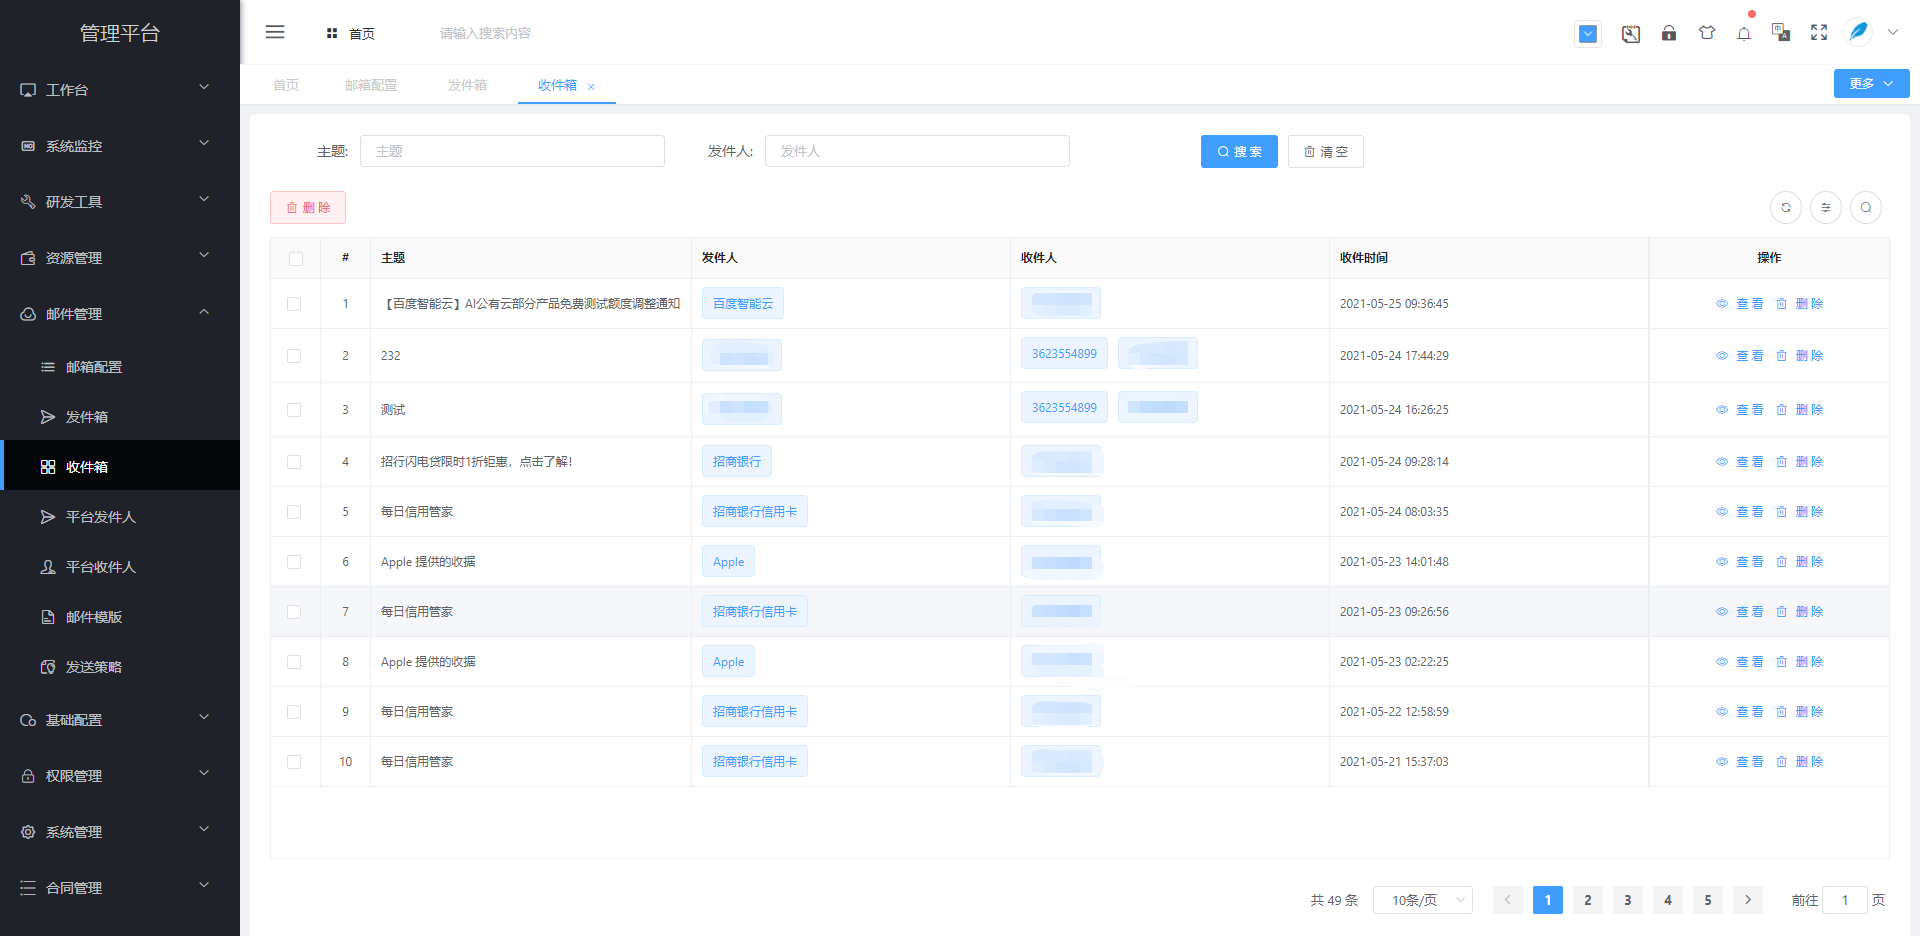 管理平台
首页
请输入搜索内容
工作台
系统监控
研发工具
资源管理
邮件管理
邮箱配置
发件箱
收件箱
平台发件人
平台收件人
邮件模版
发送策略
基础配置
权限管理
系统管理
合同管理
首页 邮箱配置 发件箱 收件箱 更多
主题: 主题 发件人: 发件人 搜索 清空
删除
# 主题 发件人 收件人 收件时间 操作
1 【百度智能云】AI公有云部分产品免费测试额度调整通知 百度智能云 2021-05-25 09:36:45 查看 删除
2 232 3623554899 2021-05-24 17:44:29 查看 删除
3 测试 3623554899 2021-05-24 16:26:25 查看 删除
4 招行闪电贷限时1折钜惠，点击了解！ 招商银行 2021-05-24 09:28:14 查看 删除
5 每日信用管家 招商银行信用卡 2021-05-24 08:03:35 查看 删除
6 Apple 提供的收据 Apple 2021-05-23 14:01:48 查看 删除
7 每日信用管家 招商银行信用卡 2021-05-23 09:26:56 查看 删除
8 Apple 提供的收据 Apple 2021-05-23 02:22:25 查看 删除
9 每日信用管家 招商银行信用卡 2021-05-22 12:58:59 查看 删除
10 每日信用管家 招商银行信用卡 2021-05-21 15:37:03 查看 删除
共 49 条 10条/页 1 2 3 4 5 前往 1 页